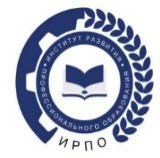 ИНСТИТУТ РАЗВИТИЯ
ПРОФЕССИОНАЛЬНОГО ОБРАЗОВАНИЯ
ИРПО